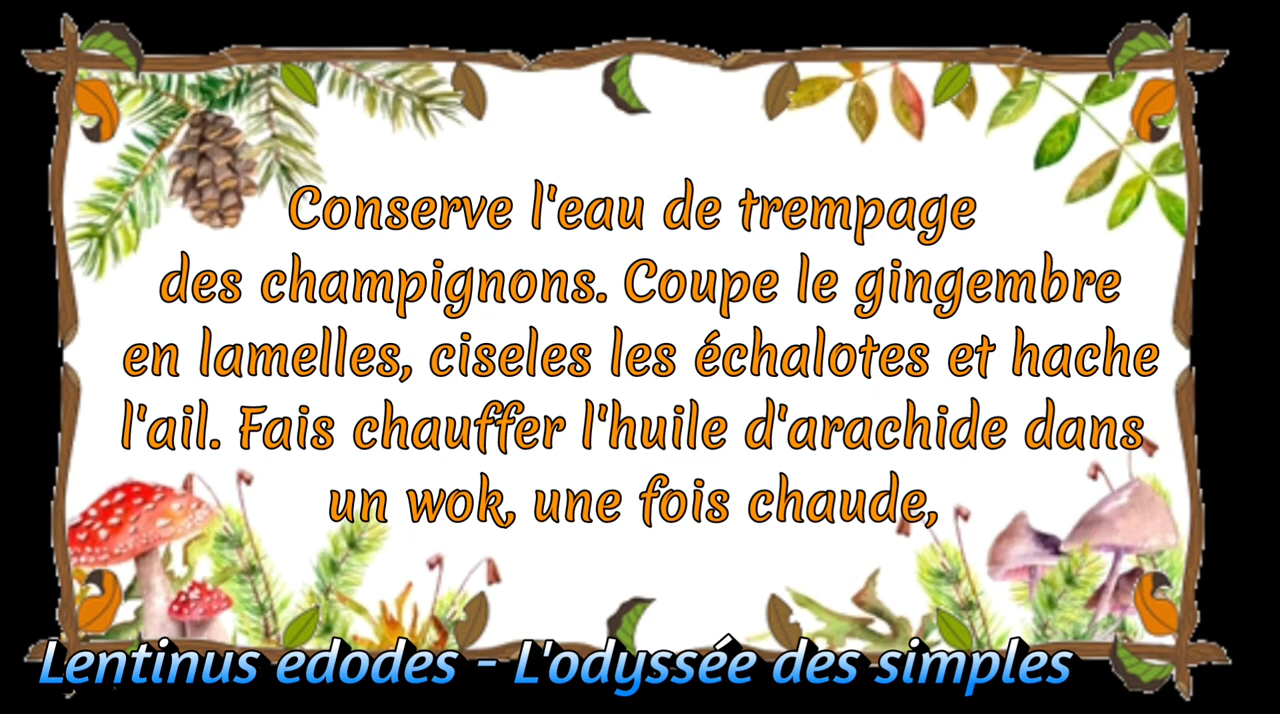 Conserve l'eau de trempage
des champignons. Coupe le gingembre
en lamelles, ciseles les échalotes et hache
l'ail. Fais chauffer l'huile d'arachide dans
un wok, une fois chaude,
Lentinus edodes - L'odyssée des simples